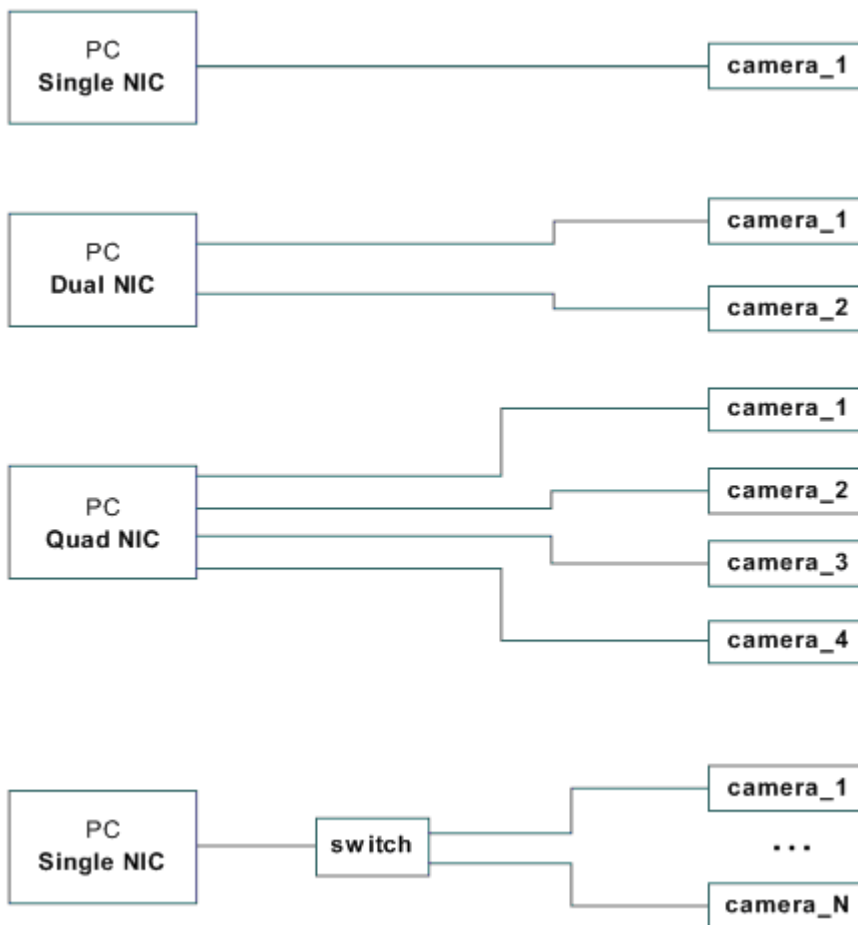 PC
Single NIC
camera_1
PC
Dual NIC
camera_1
camera_2
PC
Quad NIC
camera_1
camera_2
camera_3
camera_4
PC
Single NIC
switch
camera_1
...
camera_N